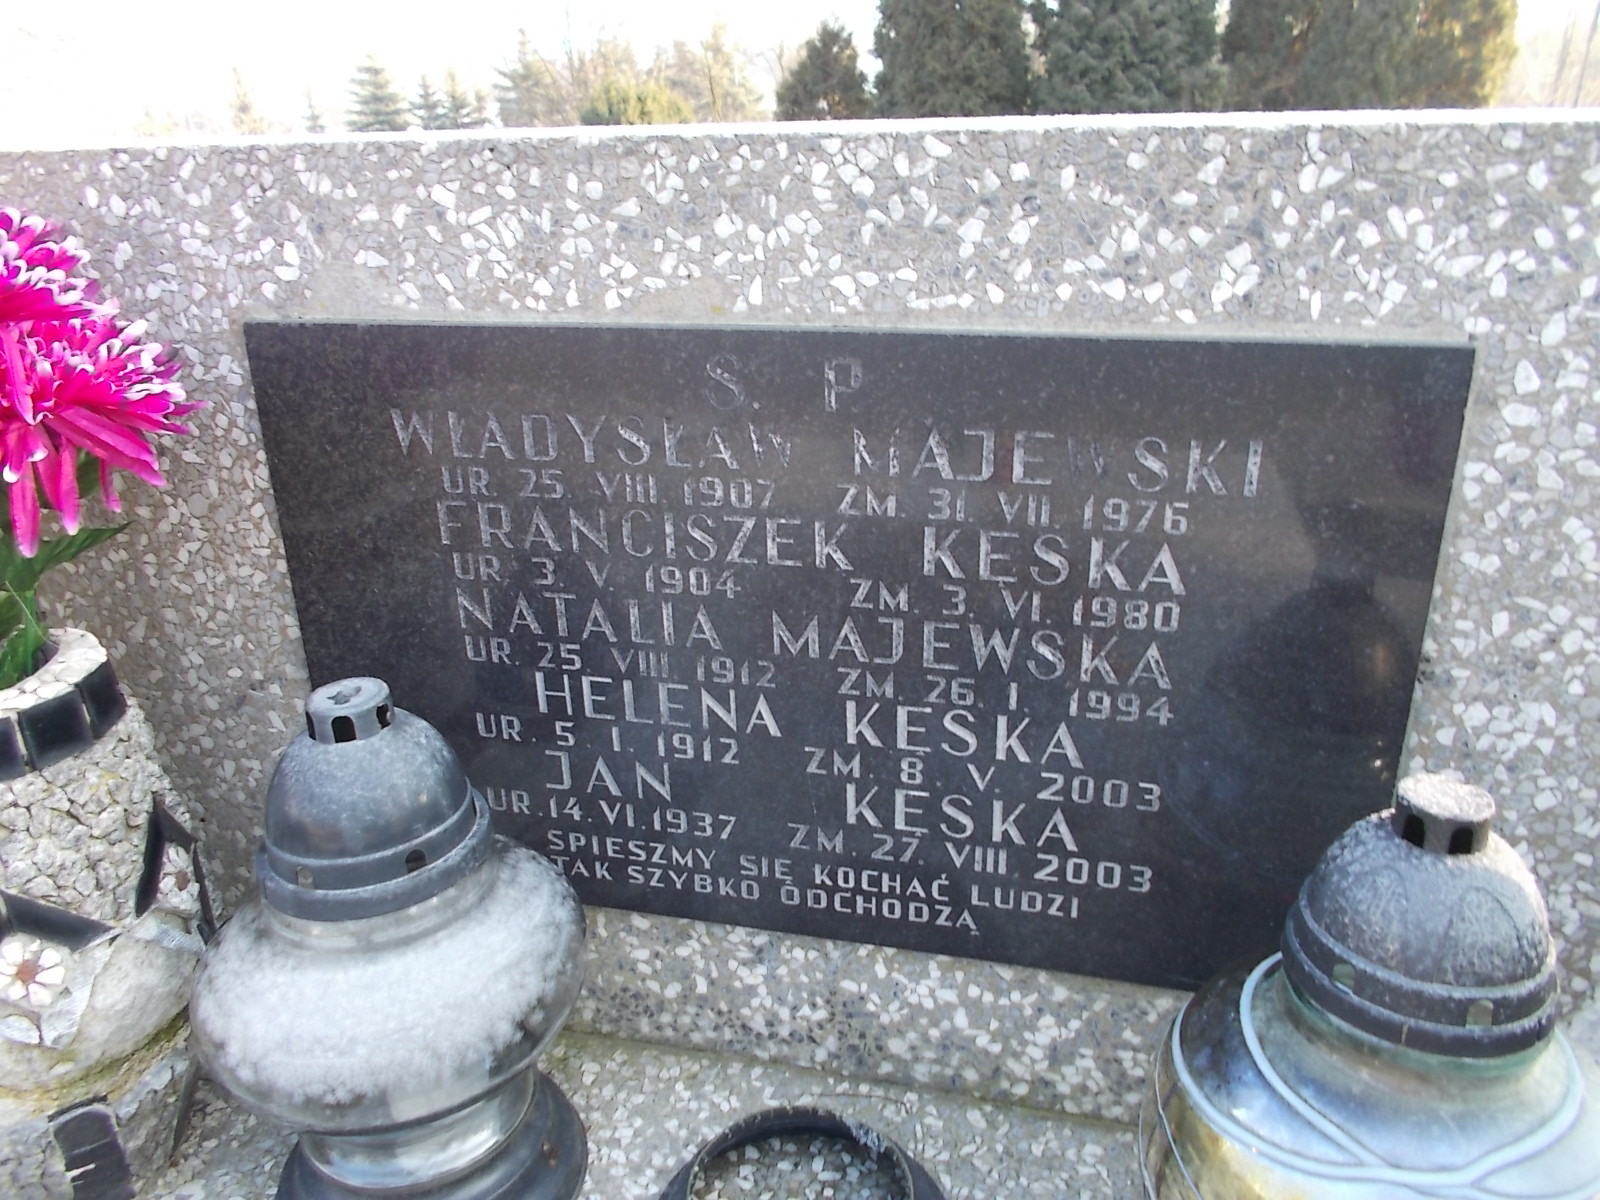 Ś. P
WŁADYSŁAW MAJEWSKI
UR. 25. VIII. 1907 ZM. 31. VII. 1976
FRANCISZEK KĘSKA
UR. 3. V. 1904 ZM. 3. VI. 1980
NATALIA MAJEWSKA
UR. 25. VIII. 1912 ZM. 26. I. 1994
HELENA KĘSKA
UR. 5. I. 1912 ZM. 8. V. 2003
JAN KĘSKA
UR. 14. VI. 1937 ZM. 27. VIII. 2003
SPIESZMY SIĘ KOCHAĆ LUDZI
TAK SZYBKO ODCHODZĄ